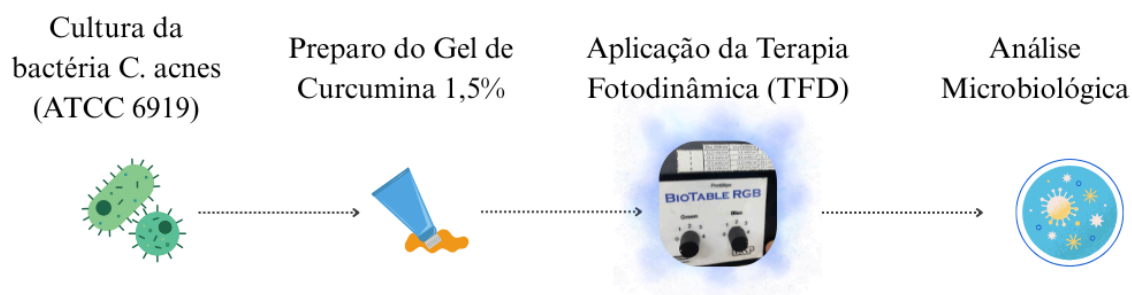 Cultura da
bactéria C. acnes
(ATCC 6919)
Preparo do Gel de
Curcumina 1,5%
Aplicação da Terapia
Fotodinâmica (TFD)
Análise
Microbiológica
BIOTABLE RGB
Green
Blue